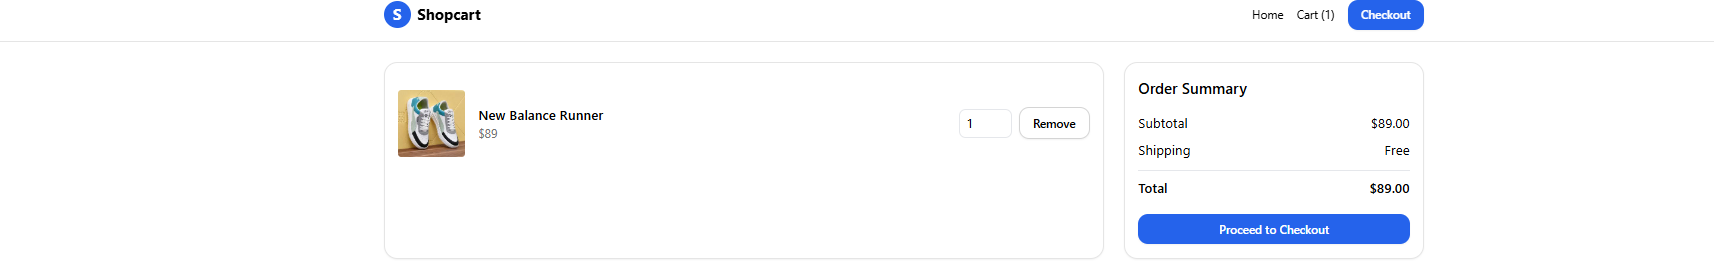 S Shopcart
Home Cart (1) Checkout
New Balance Runner
$89
1 Remove
Order Summary
Subtotal $89.00
Shipping Free
Total $89.00
Proceed to Checkout